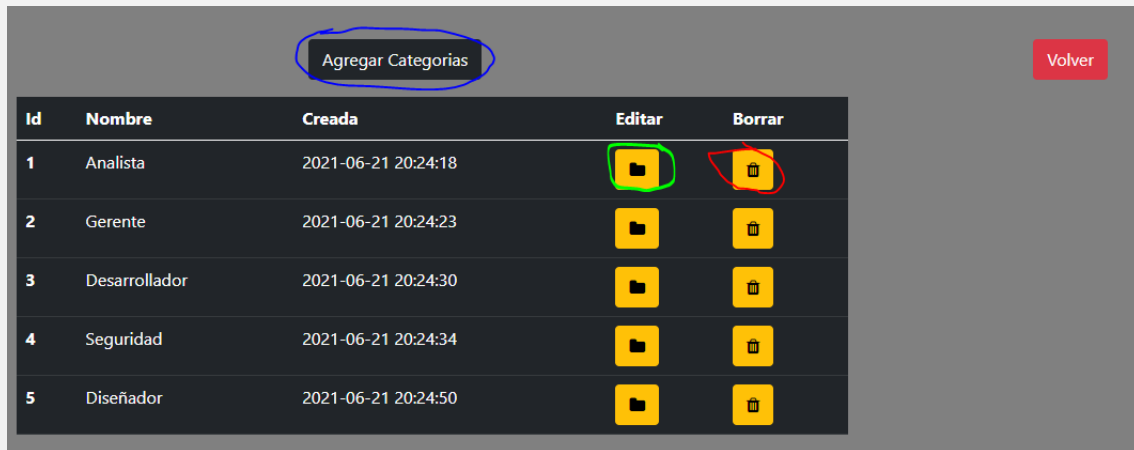 Agregar Categorias
Volver
Id Nombre Creada Editar Borrar
1 Analista 2021-06-21 20:24:18
2 Gerente 2021-06-21 20:24:23
3 Desarrollador 2021-06-21 20:24:30
4 Seguridad 2021-06-21 20:24:34
5 Diseñador 2021-06-21 20:24:50